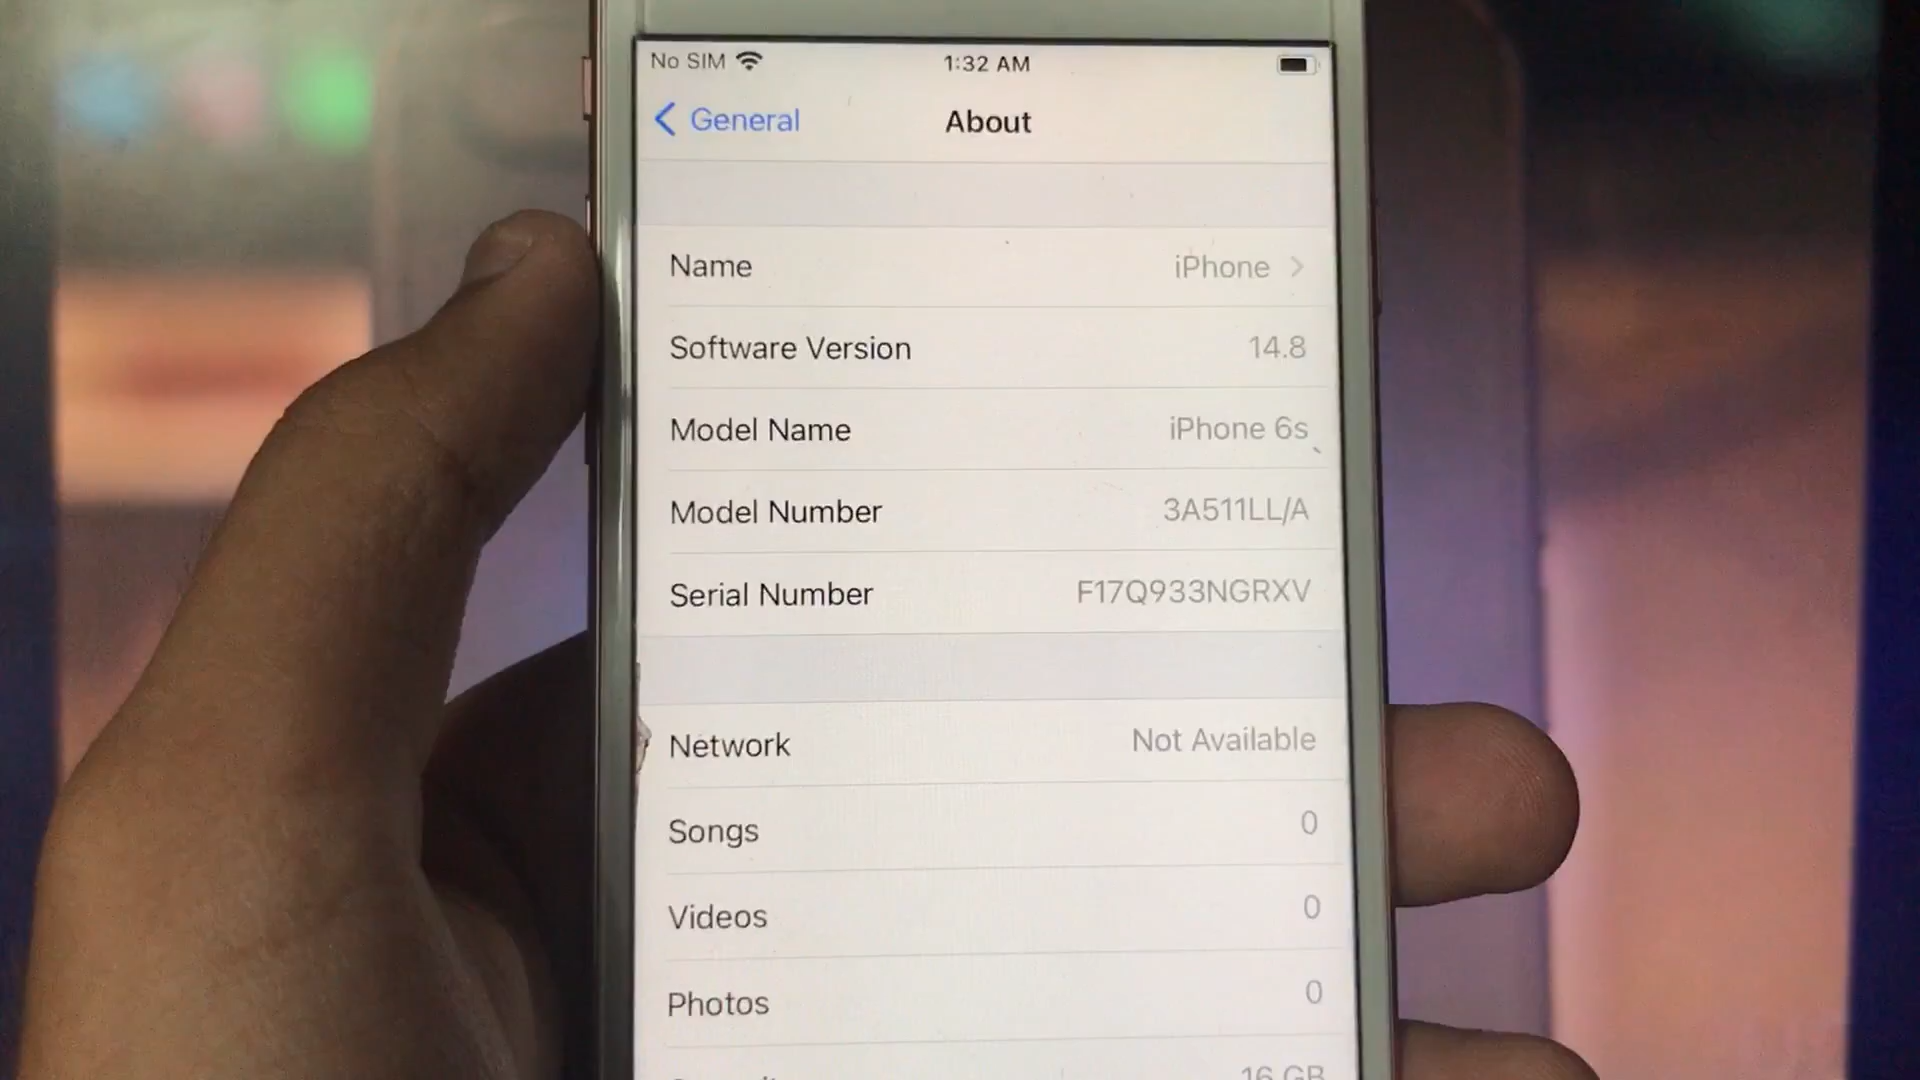 No SIM 1:32 AM
General About
Name iPhone
Software Version 14.8
Model Name iPhone 6s
Model Number 3A511LL/A
Serial Number F17Q933NGRXV
Network Not Available
Songs 0
Videos 0
Photos 0
16 GB